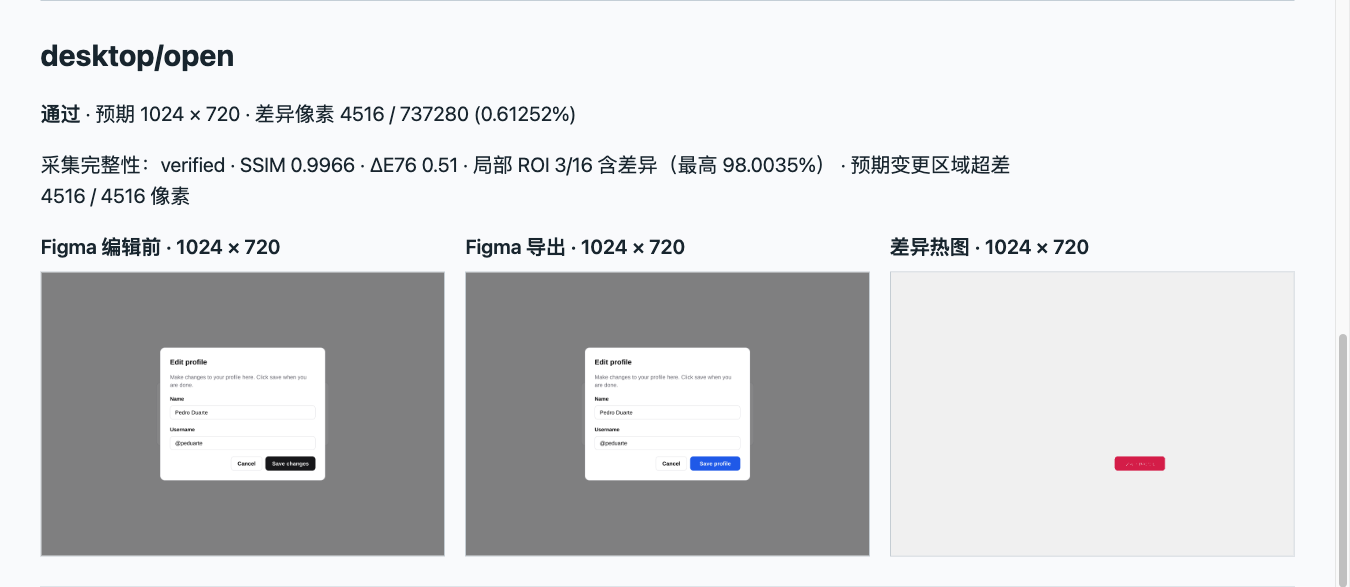 desktop/open
通过 · 预期 1024 × 720 · 差异像素 4516 / 737280 (0.61252%)
采集完整性：verified · SSIM 0.9966 · ΔE76 0.51 · 局部 ROI 3/16 含差异（最高 98.0035%） · 预期变更区域超差
4516 / 4516 像素
Figma 编辑前 · 1024 × 720
Figma 导出 · 1024 × 720
差异热图 · 1024 × 720
Edit profile
Make changes to your profile here. Click save when you
are done.
Name
Pedro Duarte
Username
@peduarte
Cancel
Save changes
Edit profile
Make changes to your profile here. Click save when you
are done.
Name
Pedro Duarte
Username
@peduarte
Cancel
Save profile